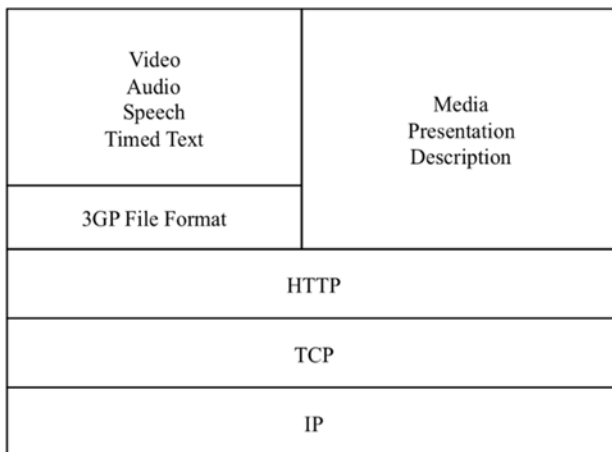 Video
Audio
Speech
Timed Text
3GP File Format
Media
Presentation
Description
HTTP
TCP
IP